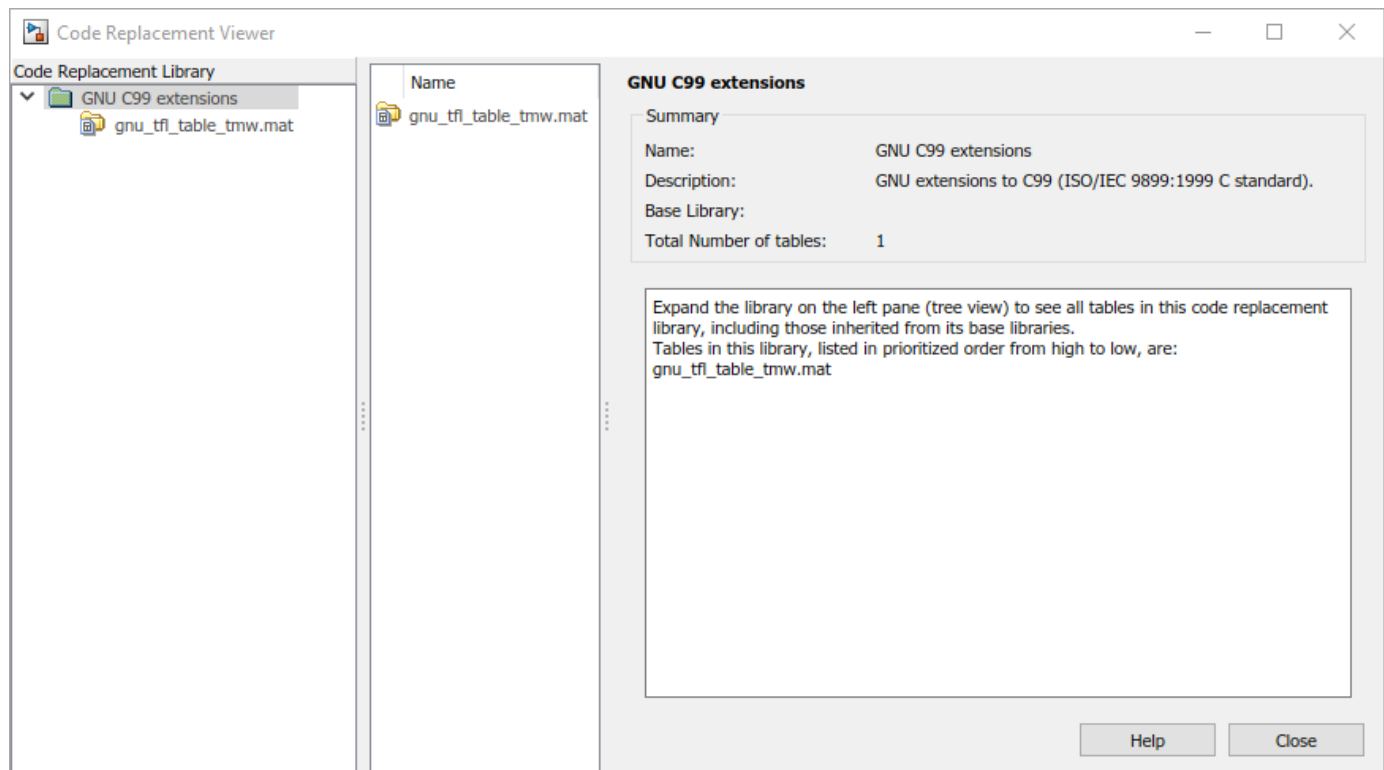 Code Replacement Viewer
Code Replacement Library
GNU C99 extensions
gnu_tfl_table_tmw.mat
Name
gnu_tfl_table_tmw.mat
GNU C99 extensions
Summary
Name: GNU C99 extensions
Description: GNU extensions to C99 (ISO/IEC 9899:1999 C standard).
Base Library:
Total Number of tables: 1
Expand the library on the left pane (tree view) to see all tables in this code replacement
library, including those inherited from its base libraries.
Tables in this library, listed in prioritized order from high to low, are:
gnu_tfl_table_tmw.mat
Help Close